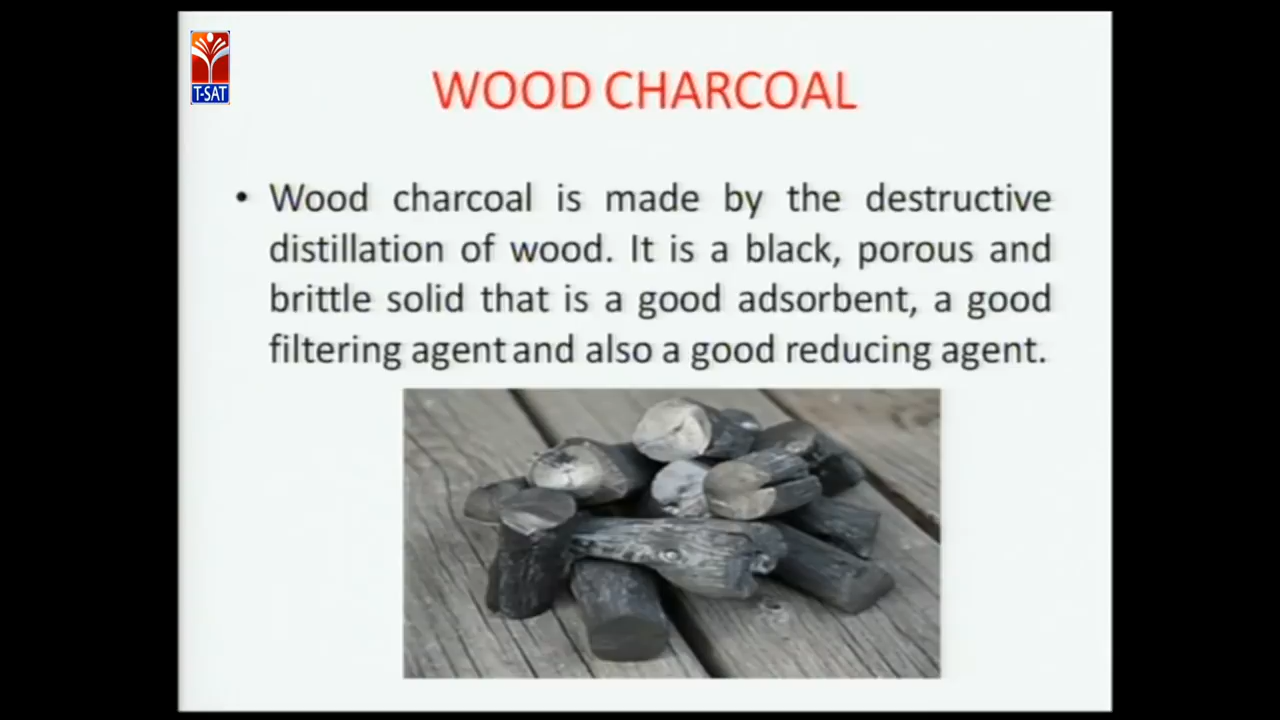 T-SAT
WOOD CHARCOAL
• Wood charcoal is made by the destructive
distillation of wood. It is a black, porous and
brittle solid that is a good adsorbent, a good
filtering agent and also a good reducing agent.